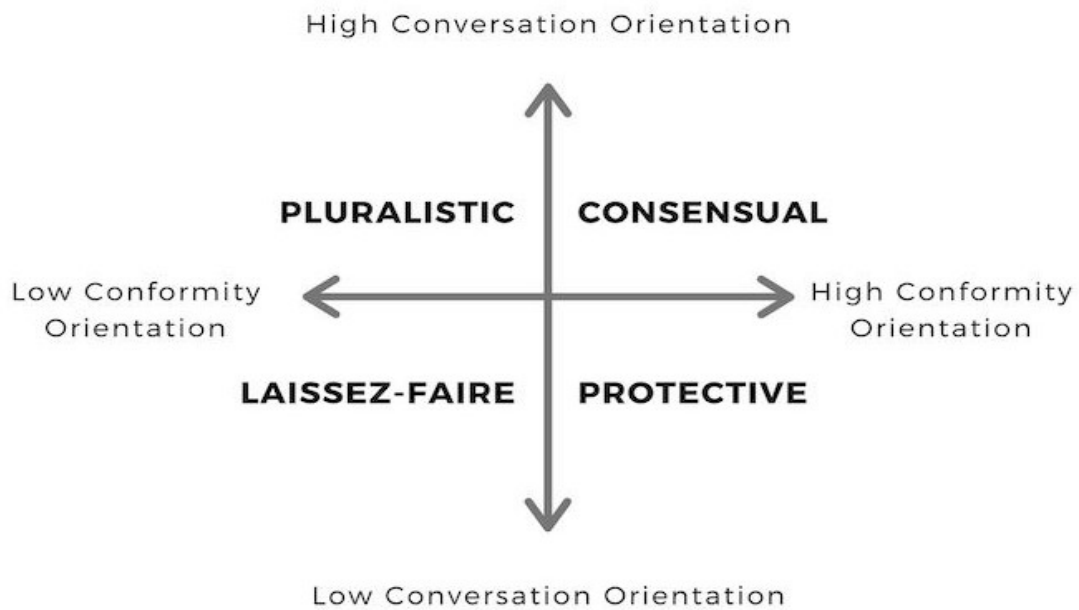 High Conversation Orientation
PLURALISTIC
CONSENSUAL
Low Conformity
Orientation
High Conformity
Orientation
LAISSEZ-FAIRE
PROTECTIVE
Low Conversation Orientation